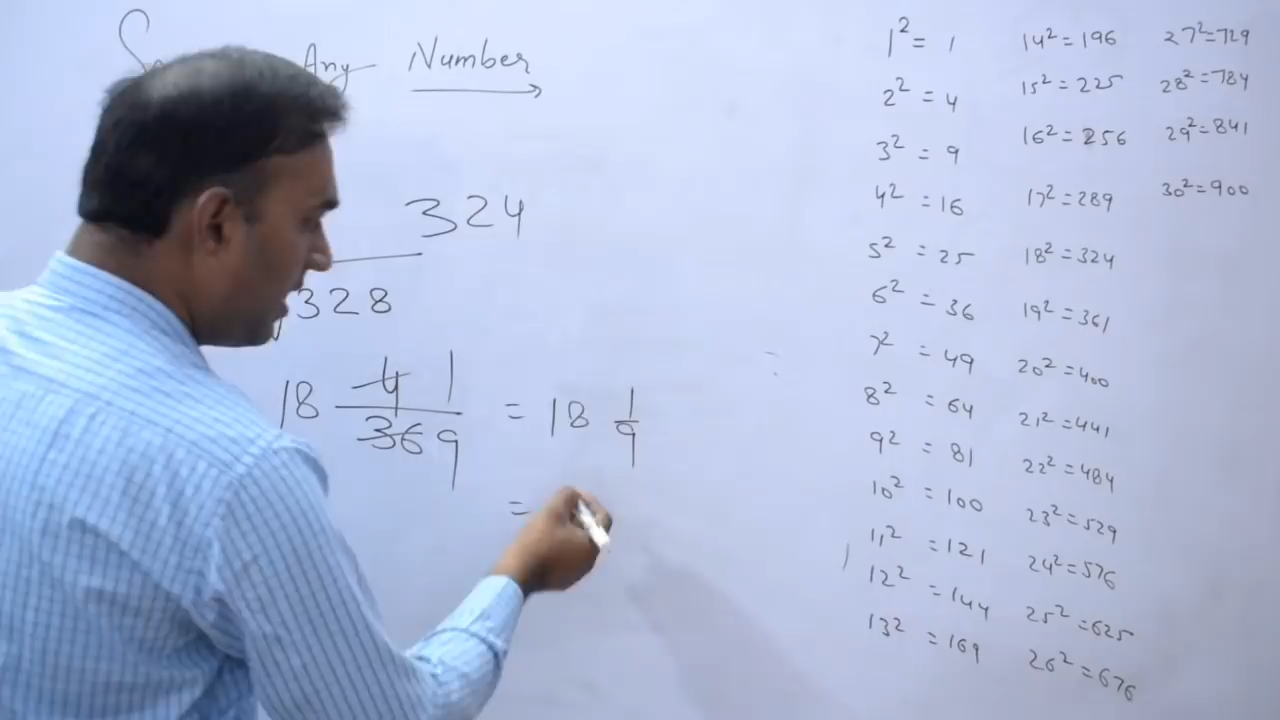 Any Number
324
√328
18 4 1 / 36 9 = 18 1/9
=
1² = 1
2² = 4
3² = 9
4² = 16
5² = 25
6² = 36
7² = 49
8² = 64
9² = 81
10² = 100
11² = 121
12² = 144
13² = 169
14² = 196
15² = 225
16² = 256
17² = 289
18² = 324
19² = 361
20² = 400
21² = 441
22² = 484
23² = 529
24² = 576
25² = 625
26² = 676
27² = 729
28² = 784
29² = 841
30² = 900